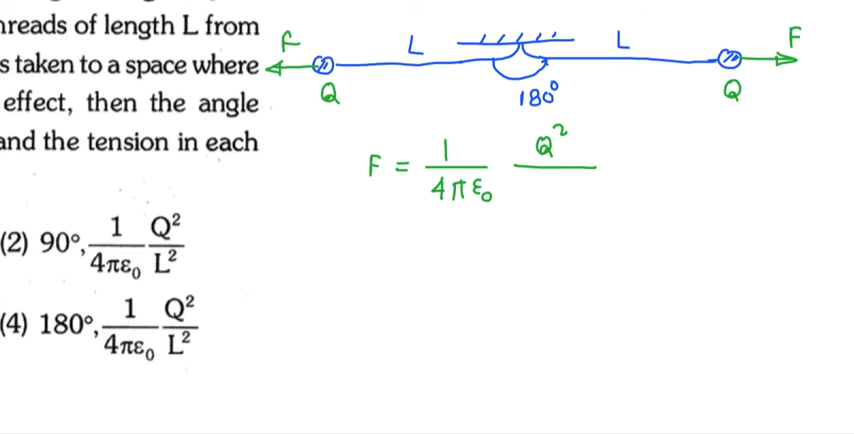 hreads of length L from
s taken to a space where
effect, then the angle
and the tension in each
(2) 90°, 1/4πε₀ Q²/L²
(4) 180°, 1/4πε₀ Q²/L²
F L L F
Q 180° Q
F = 1/4πε₀ Q²